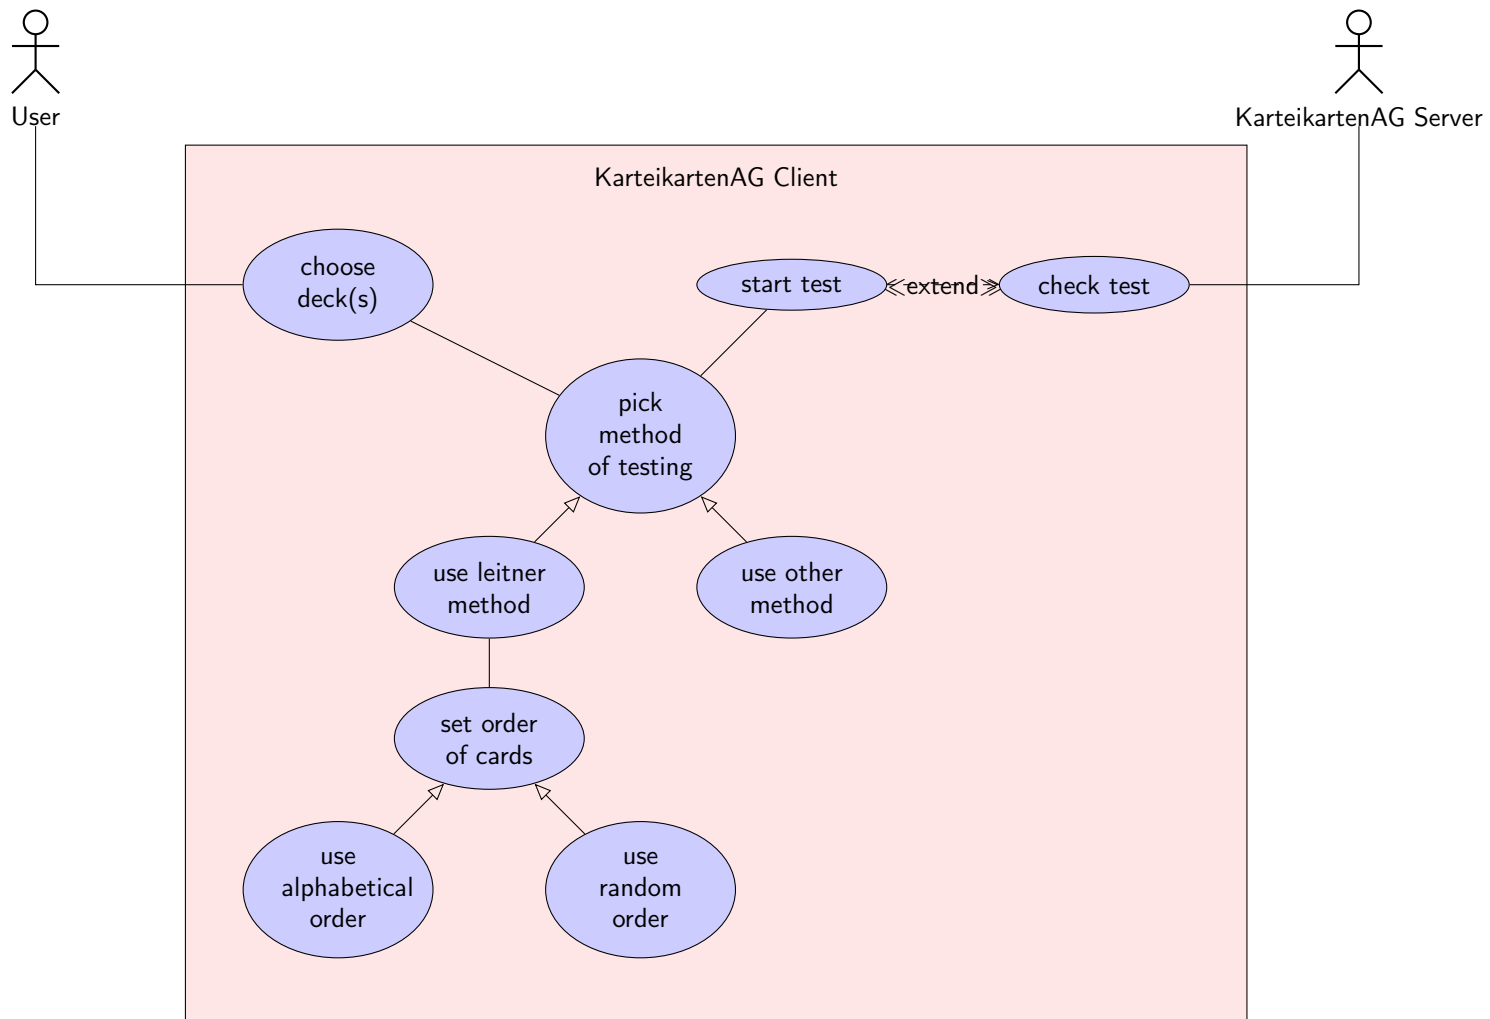 User
KarteikartenAG Server
KarteikartenAG Client
choose
deck(s)
start test
≪extend≫
check test
pick
method
of testing
use leitner
method
use other
method
set order
of cards
use
alphabetical
order
use
random
order